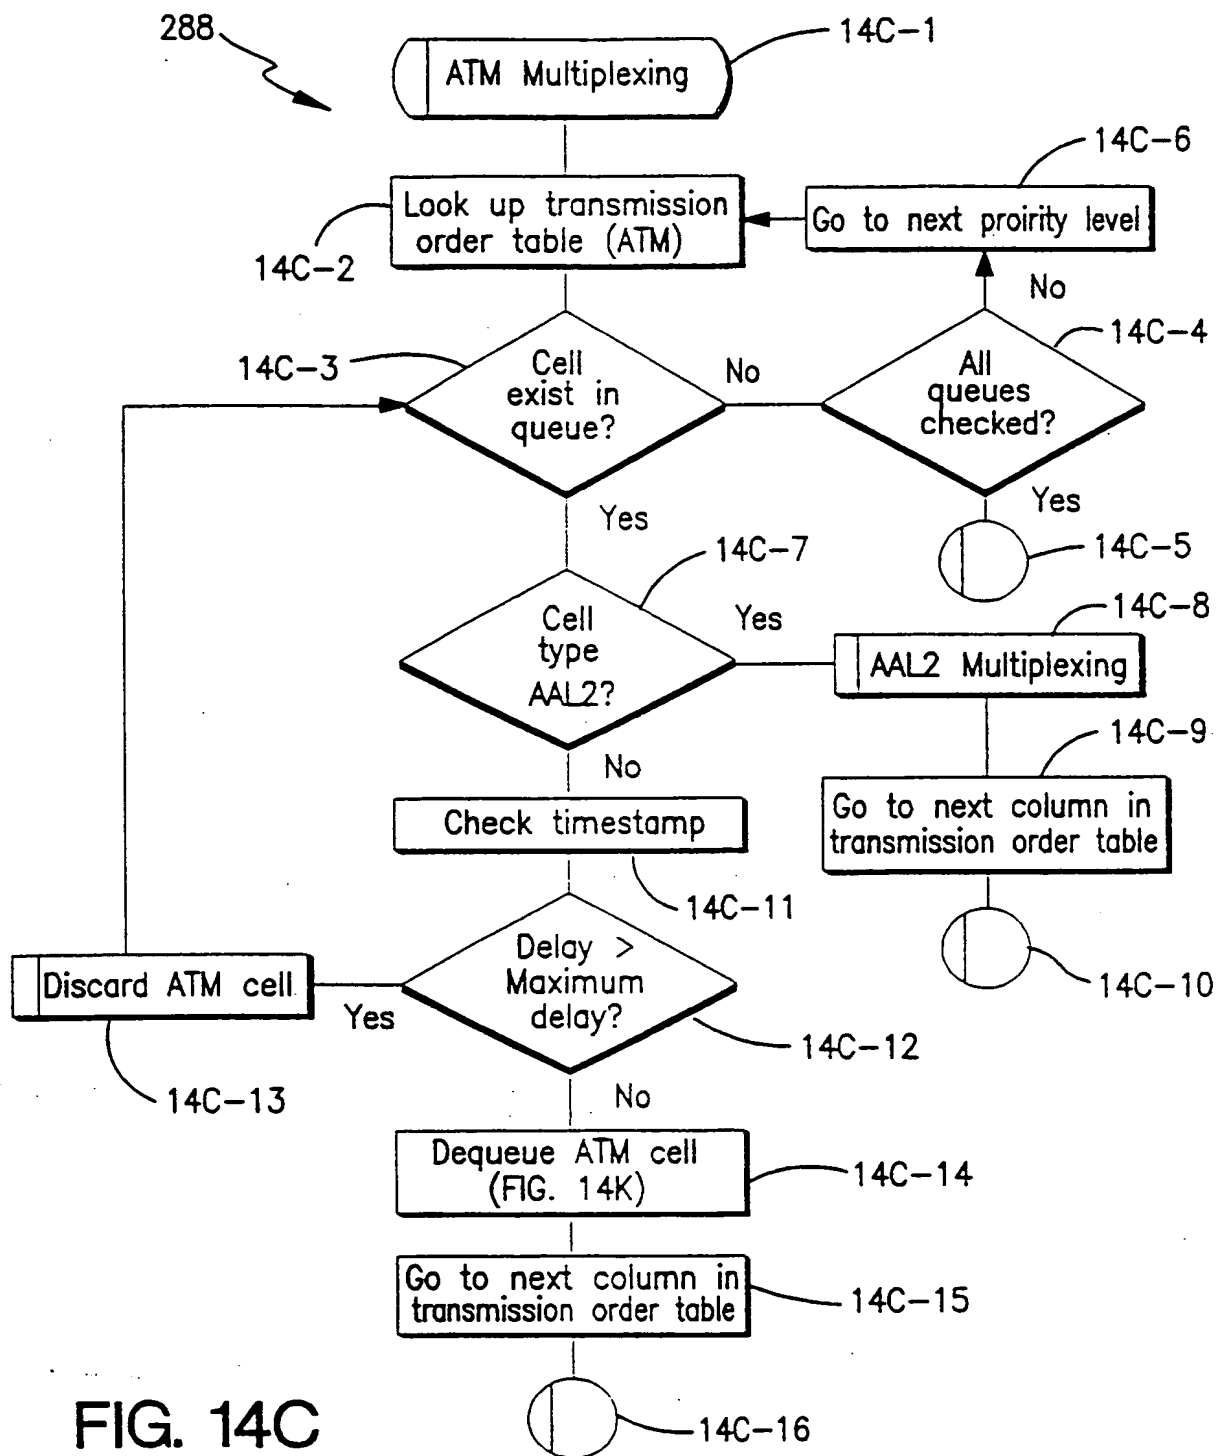 288
14C-1
ATM Multiplexing
14C-6
Look up transmission
order table (ATM)
Go to next proirity level
14C-2
No
14C-4
14C-3
Cell
exist in
queue?
No
All
queues
checked?
Yes
Yes
14C-7
14C-5
Cell
type
AAL2?
Yes
14C-8
AAL2 Multiplexing
No
14C-9
Check timestamp
Go to next column in
transmission order table
14C-11
Delay >
Maximum
delay?
Discard ATM cell
Yes
14C-10
14C-12
14C-13
No
Dequeue ATM cell
(FIG. 14K)
14C-14
Go to next column in
transmission order table
14C-15
FIG. 14C
14C-16